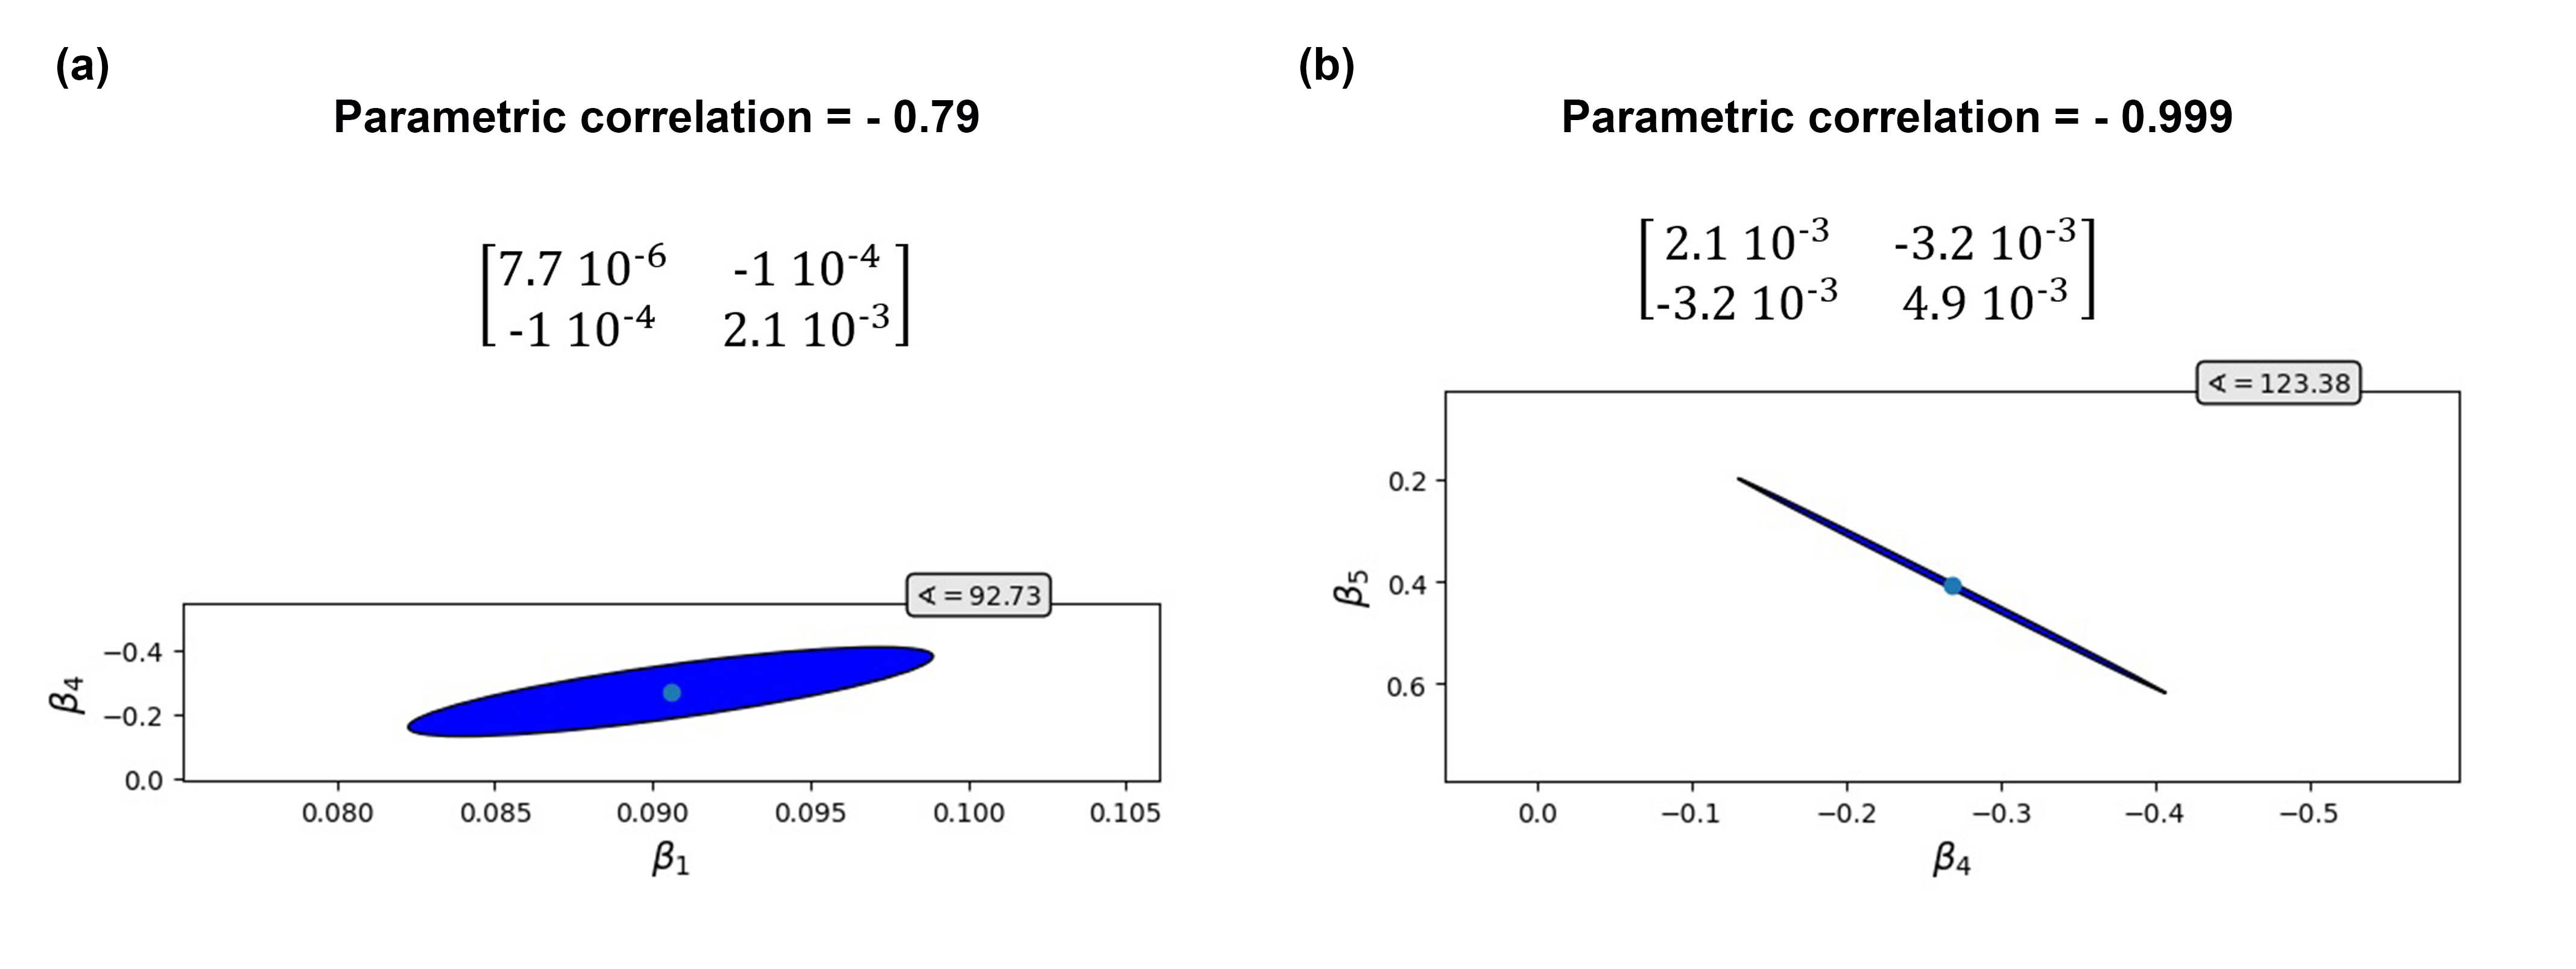 (a)
Parametric correlation = - 0.79
[7.7 10⁻⁶ -1 10⁻⁴]
[-1 10⁻⁴ 2.1 10⁻³]
∢ = 92.73
−0.4
−0.2
0.0
β₄
0.080 0.085 0.090 0.095 0.100 0.105
β₁
(b)
Parametric correlation = - 0.999
[2.1 10⁻³ -3.2 10⁻³]
[-3.2 10⁻³ 4.9 10⁻³]
∢ = 123.38
0.2
0.4
0.6
β₅
0.0 −0.1 −0.2 −0.3 −0.4 −0.5
β₄